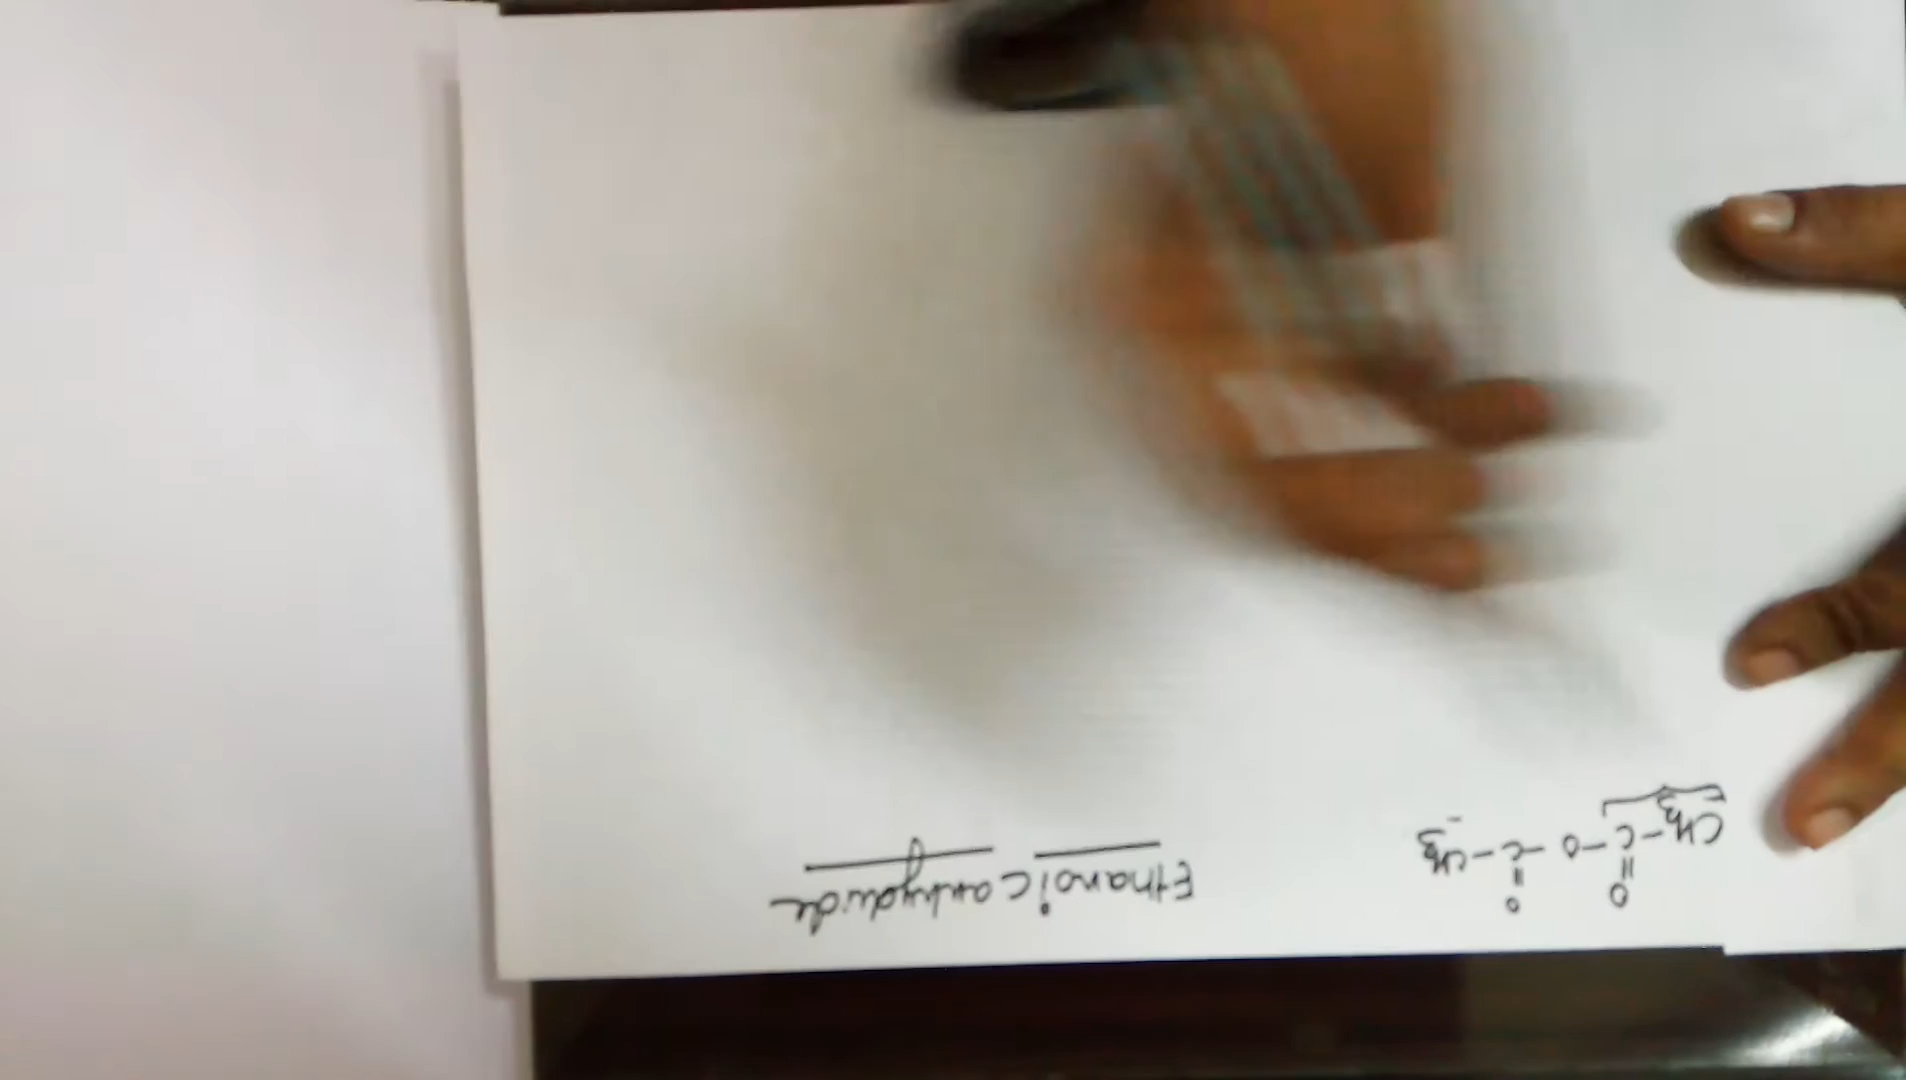 O O
|| ||
CH3-C-O-C-CH3
Ethanoic anhydride